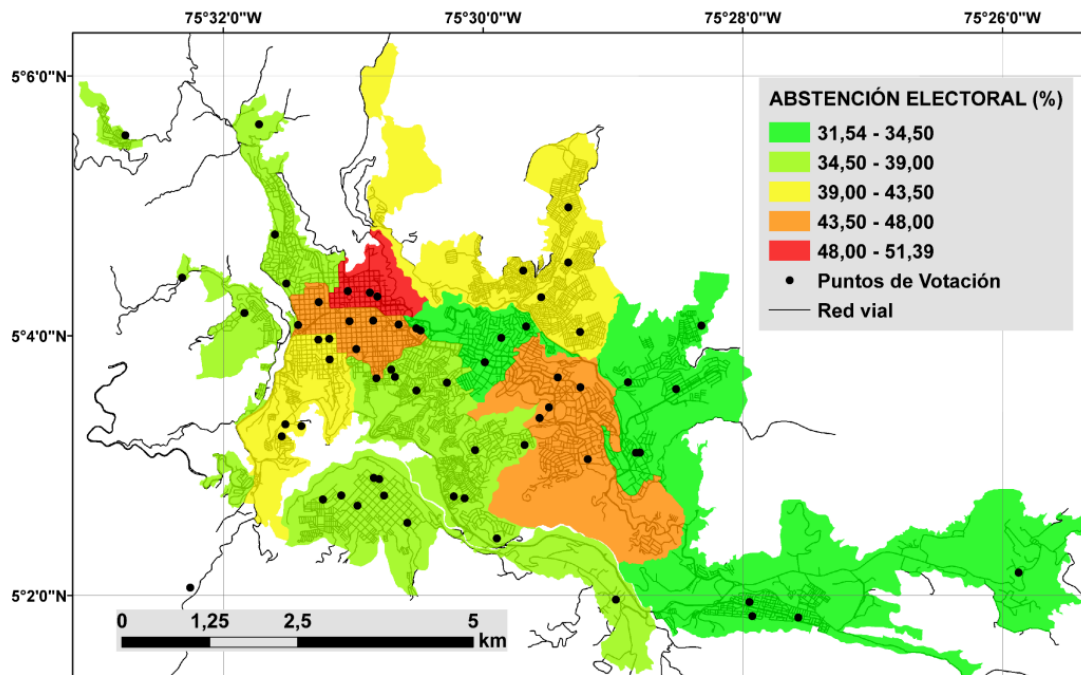 75°32'0"W 75°30'0"W 75°28'0"W 75°26'0"W
5°6'0"N
ABSTENCIÓN ELECTORAL (%)
31,54 - 34,50
34,50 - 39,00
39,00 - 43,50
43,50 - 48,00
48,00 - 51,39
Puntos de Votación
Red vial
5°4'0"N
5°2'0"N
0 1,25 2,5 5
km